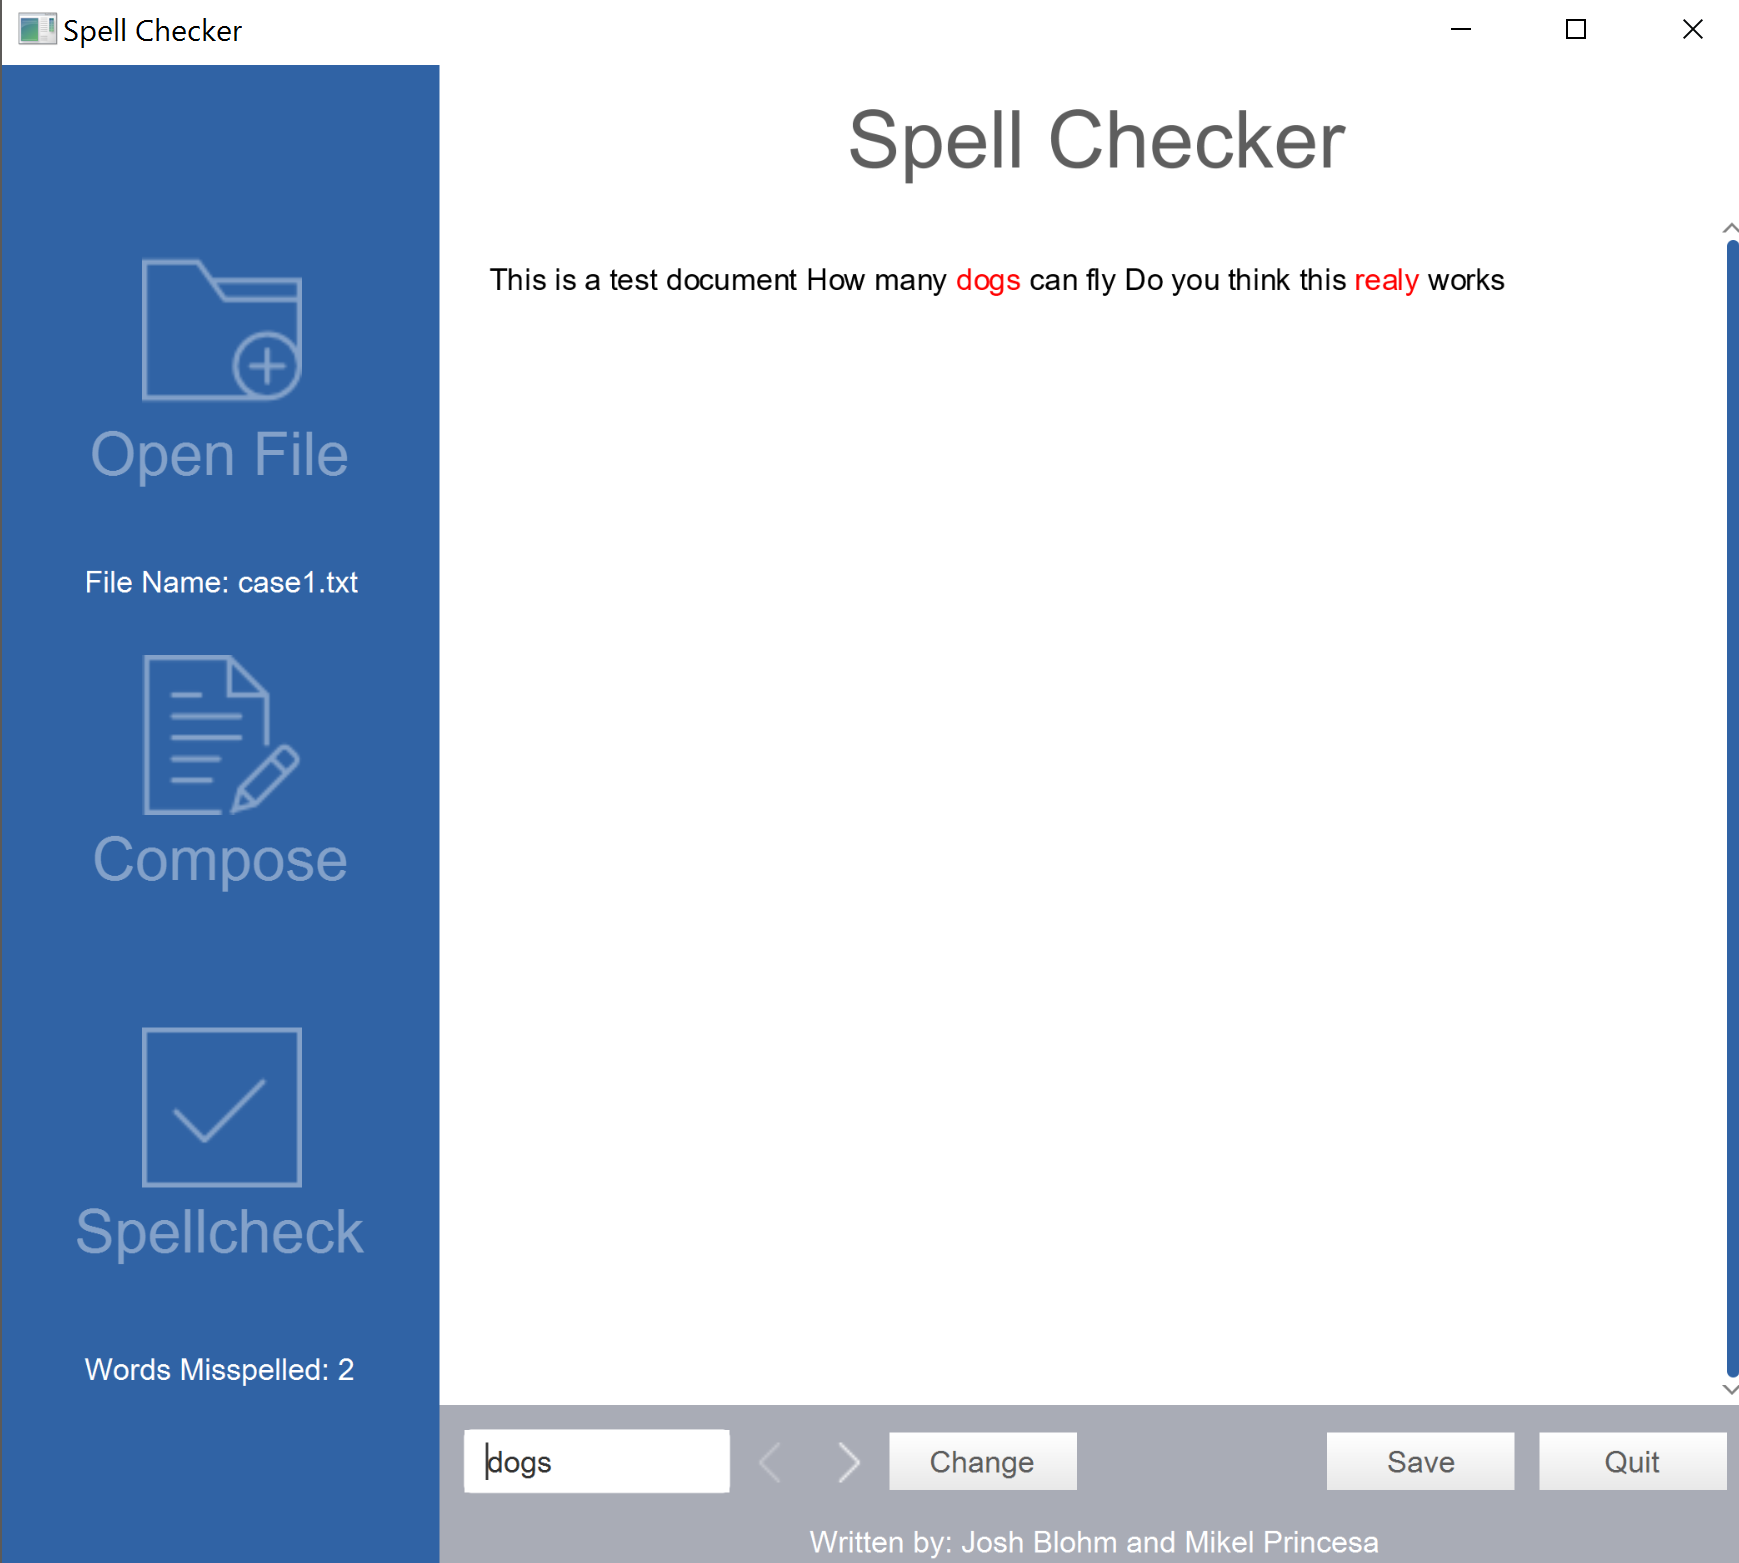 Spell Checker
Spell Checker
This is a test document How many dogs can fly Do you think this realy works
Open File
File Name: case1.txt
Compose
Spellcheck
Words Misspelled: 2
dogs
Change
Save
Quit
Written by: Josh Blohm and Mikel Princesa